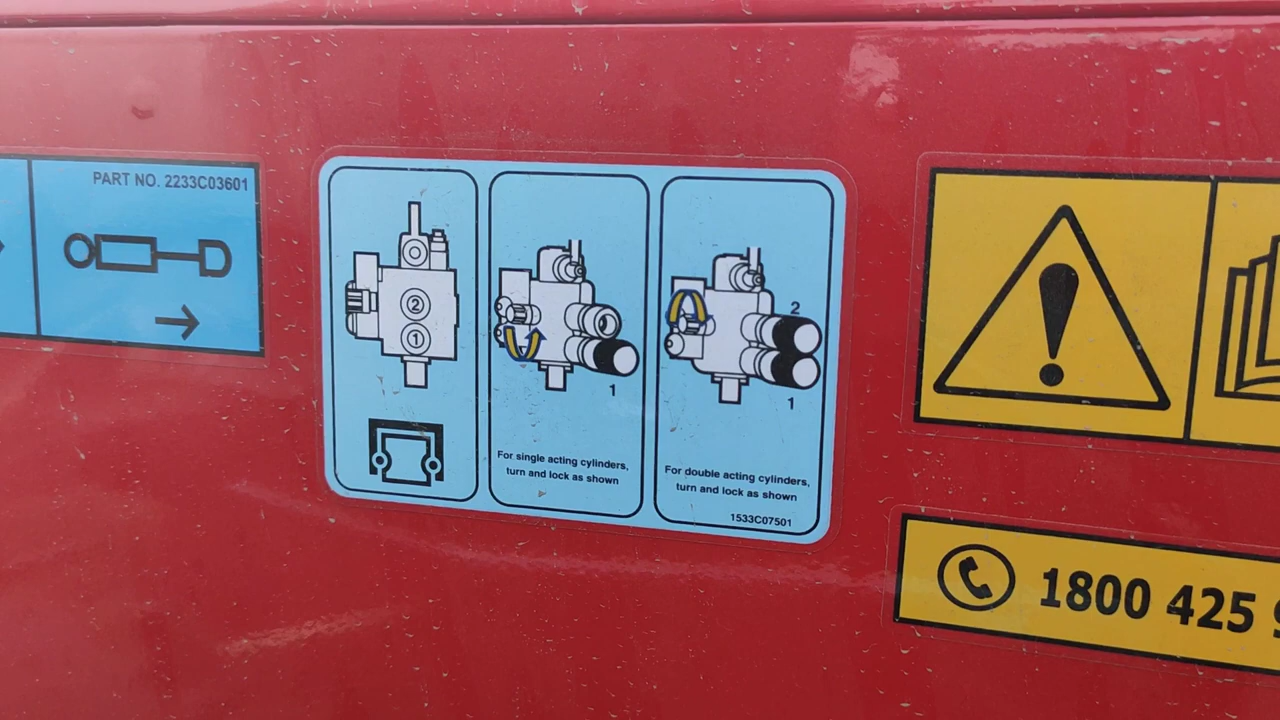 PART NO. 2233C03601
2
1
1
For single acting cylinders,
turn and lock as shown
2
1
For double acting cylinders,
turn and lock as shown
1533C07501
1800 425